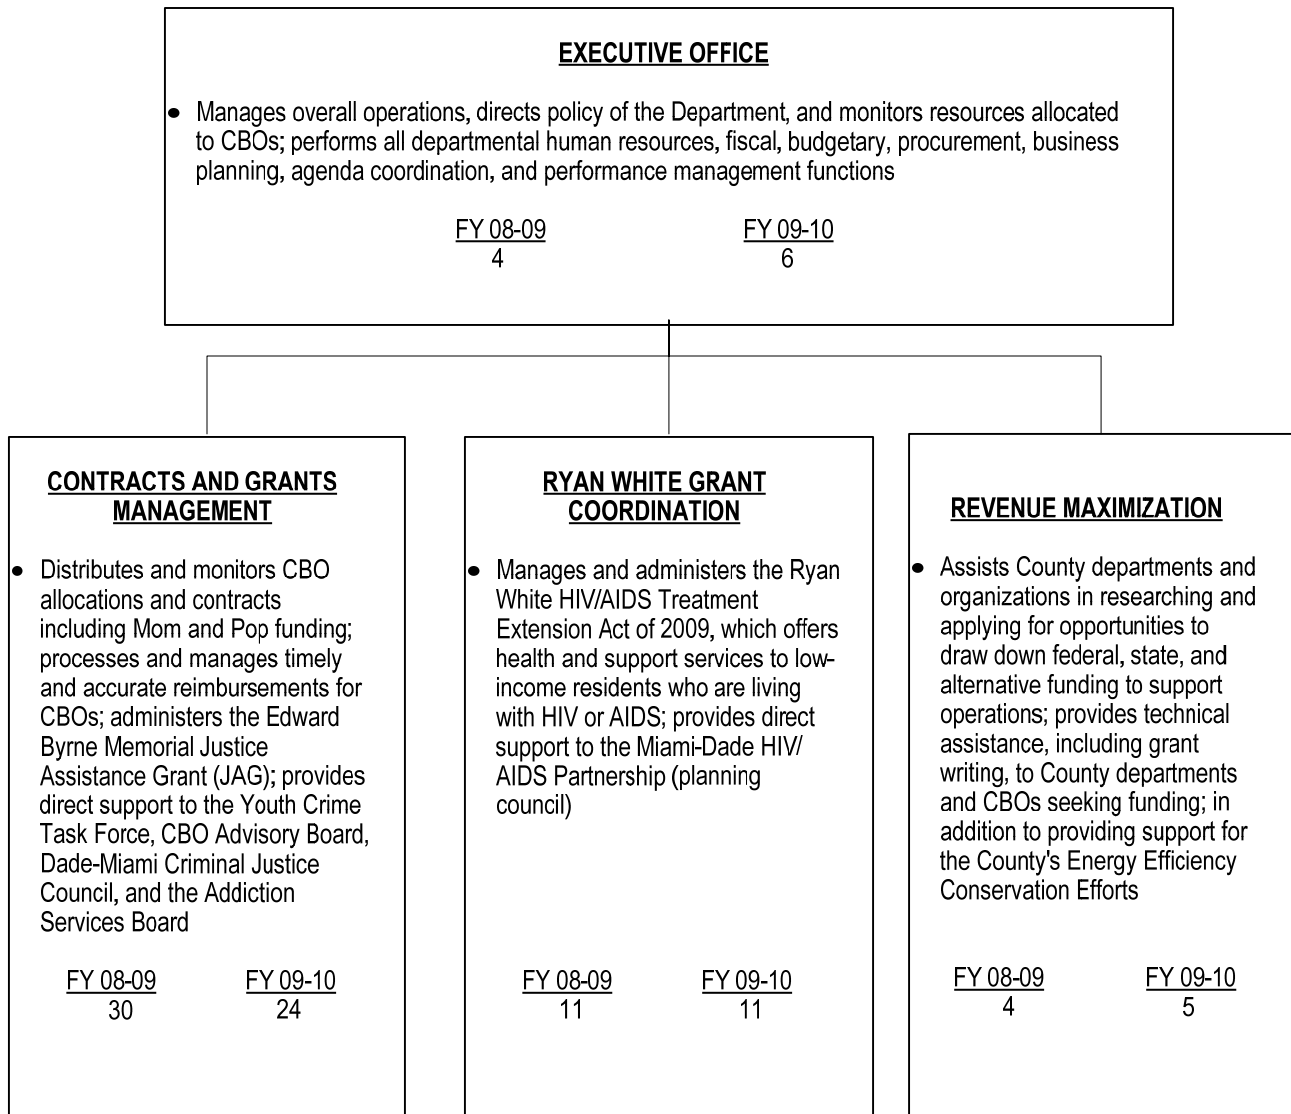 EXECUTIVE OFFICE
• Manages overall operations, directs policy of the Department, and monitors resources allocated
to CBOs; performs all departmental human resources, fiscal, budgetary, procurement, business
planning, agenda coordination, and performance management functions
FY 08-09 FY 09-10
4 6
CONTRACTS AND GRANTS
MANAGEMENT
• Distributes and monitors CBO
allocations and contracts
including Mom and Pop funding;
processes and manages timely
and accurate reimbursements for
CBOs; administers the Edward
Byrne Memorial Justice
Assistance Grant (JAG); provides
direct support to the Youth Crime
Task Force, CBO Advisory Board,
Dade-Miami Criminal Justice
Council, and the Addiction
Services Board
FY 08-09 FY 09-10
30 24
RYAN WHITE GRANT
COORDINATION
• Manages and administers the Ryan
White HIV/AIDS Treatment
Extension Act of 2009, which offers
health and support services to low-
income residents who are living
with HIV or AIDS; provides direct
support to the Miami-Dade HIV/
AIDS Partnership (planning
council)
FY 08-09 FY 09-10
11 11
REVENUE MAXIMIZATION
• Assists County departments and
organizations in researching and
applying for opportunities to
draw down federal, state, and
alternative funding to support
operations; provides technical
assistance, including grant
writing, to County departments
and CBOs seeking funding; in
addition to providing support for
the County's Energy Efficiency
Conservation Efforts
FY 08-09 FY 09-10
4 5